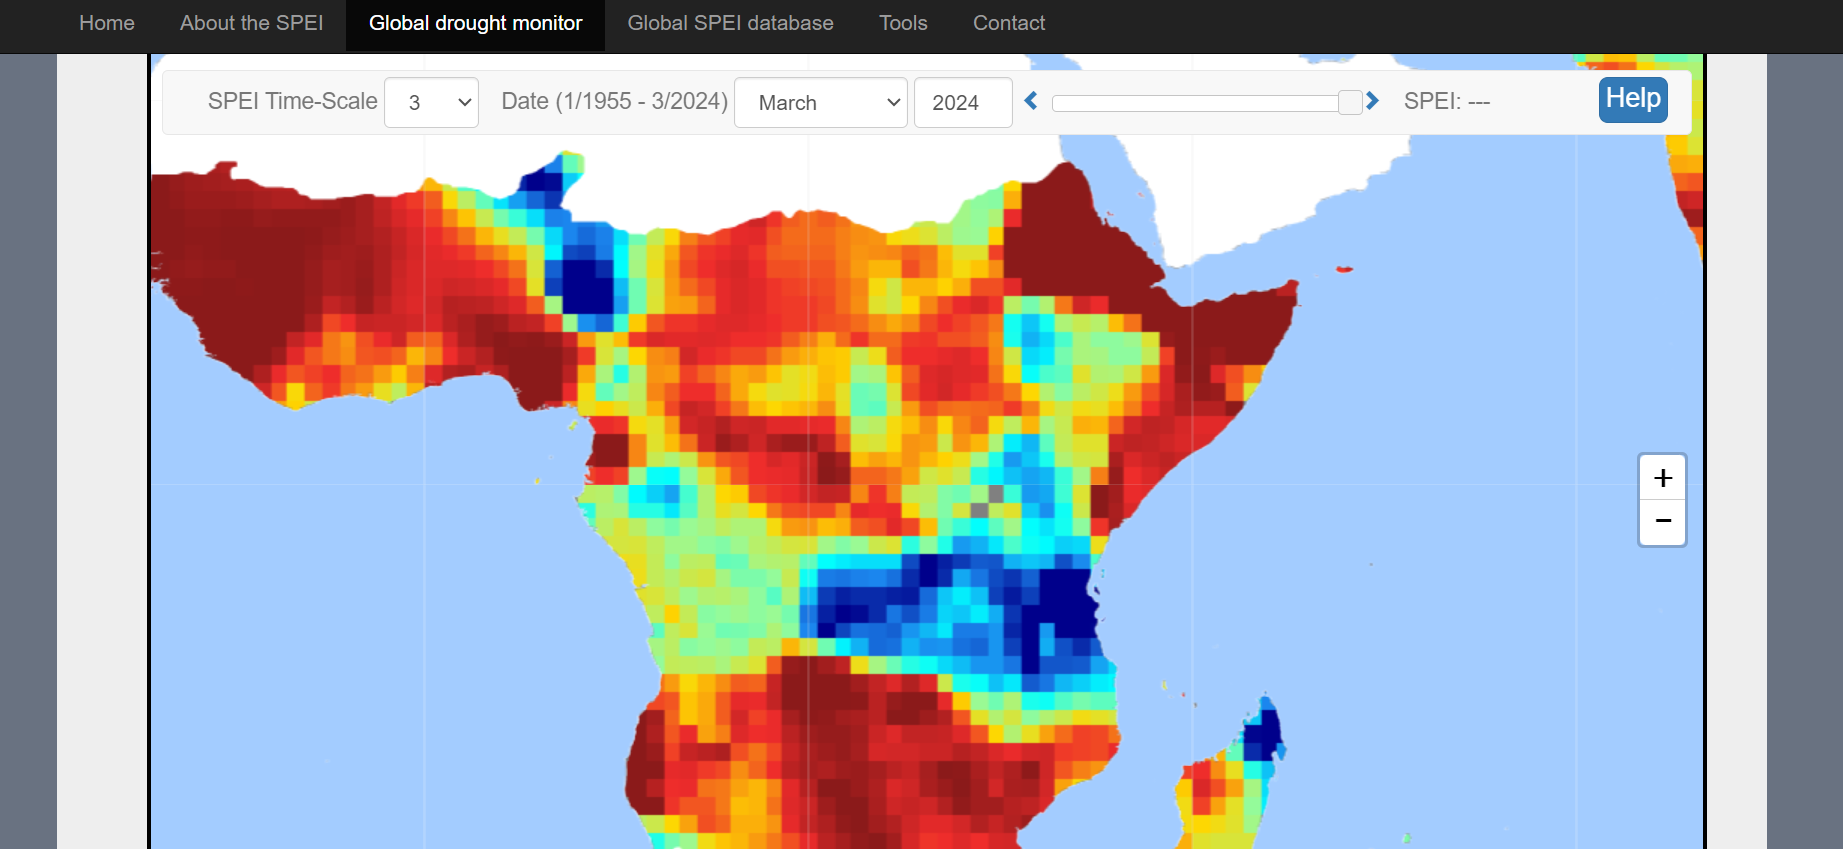 Home About the SPEI Global drought monitor Global SPEI database Tools Contact
SPEI Time-Scale 3 Date (1/1955 - 3/2024) March 2024 SPEI: --- Help
+
−